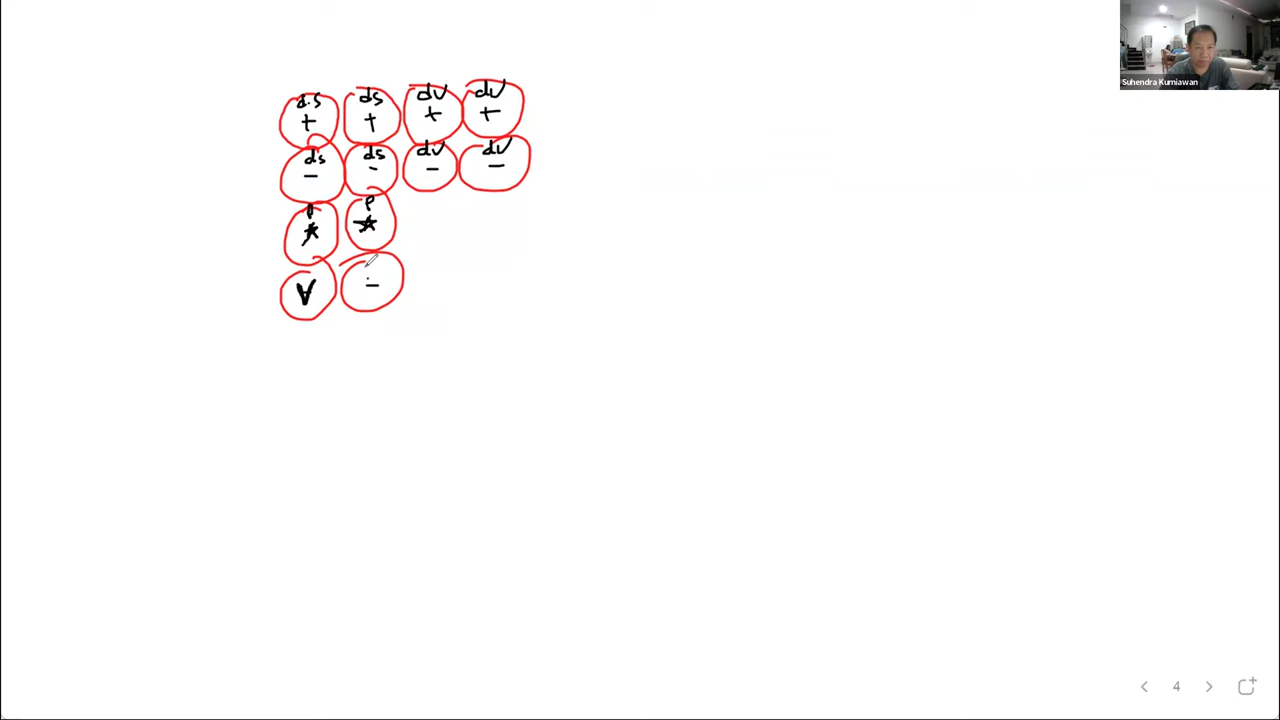 ds ds dv dv
+ + + +
ds ds dv dv
- - - -
P P
★ ★
∀ ∸
Suhendra Kurniawan
4